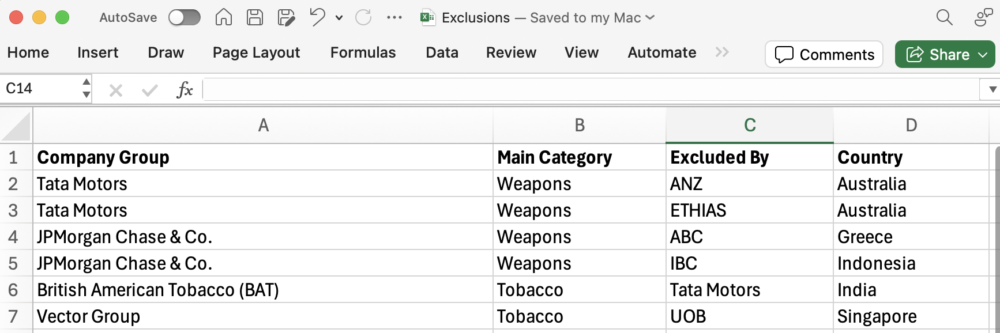 AutoSave Exclusions — Saved to my Mac
Home Insert Draw Page Layout Formulas Data Review View Automate Comments Share
C14 fx
A B C D
1 Company Group Main Category Excluded By Country
2 Tata Motors Weapons ANZ Australia
3 Tata Motors Weapons ETHIAS Australia
4 JPMorgan Chase & Co. Weapons ABC Greece
5 JPMorgan Chase & Co. Weapons IBC Indonesia
6 British American Tobacco (BAT) Tobacco Tata Motors India
7 Vector Group Tobacco UOB Singapore